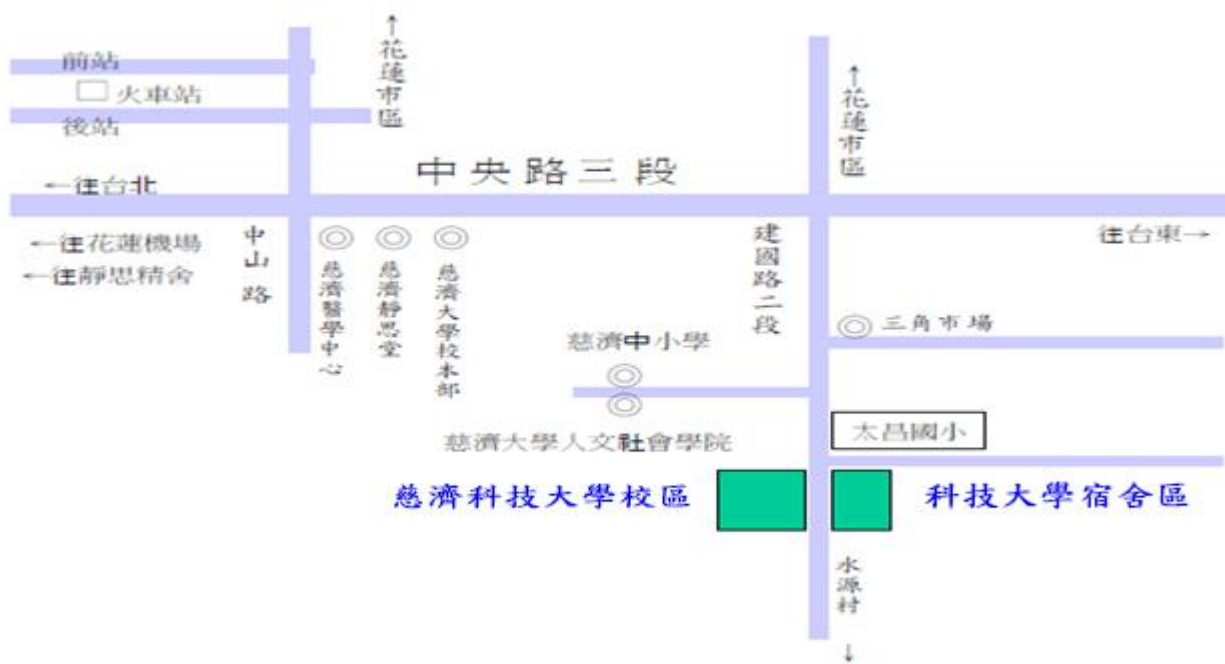 ↑花蓮市區
前站
火車站
後站
↑花蓮市區
中央路三段
←往台北
←往花蓮機場
←往靜思精舍
中山路
慈濟醫學中心
慈濟靜思堂
慈濟大學校本部
建國路二段
往台東→
三角市場
慈濟中小學
慈濟大學人文社會學院
太昌國小
慈濟科技大學校區
科技大學宿舍區
水源村↓